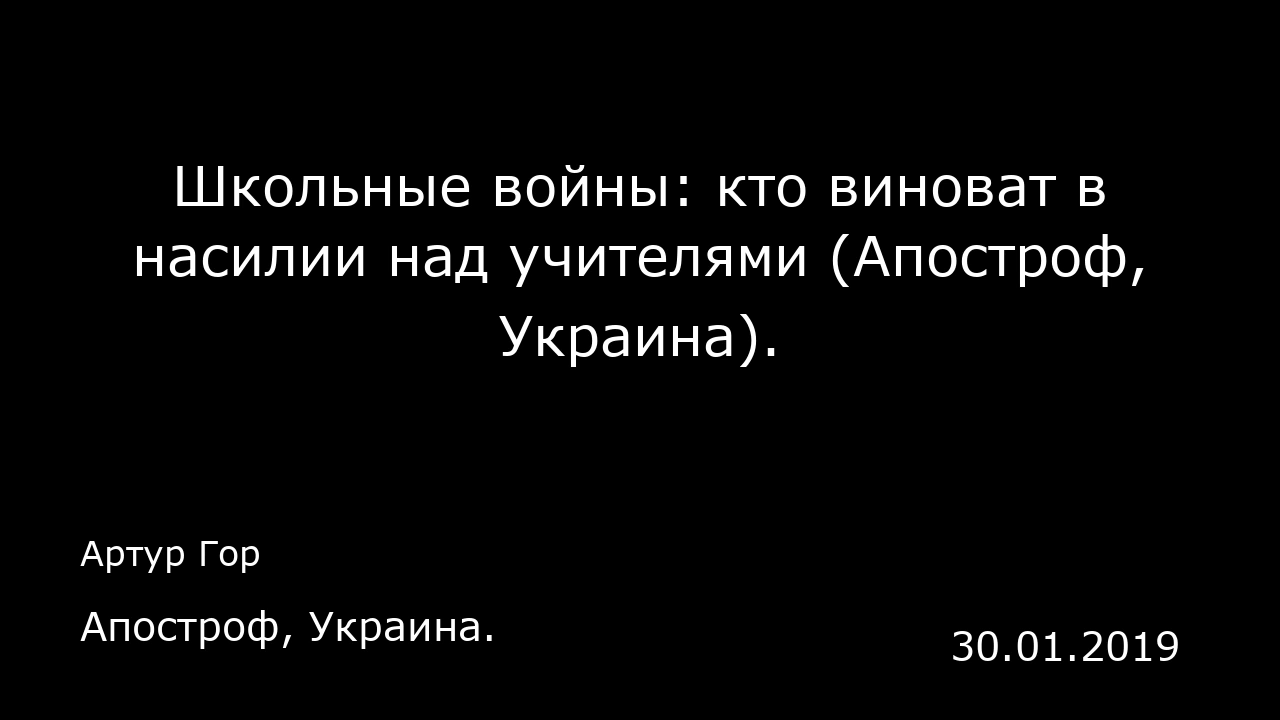 Школьные войны: кто виноват в
насилии над учителями (Апостроф,
Украина).
Артур Гор
Апостроф, Украина.
30.01.2019